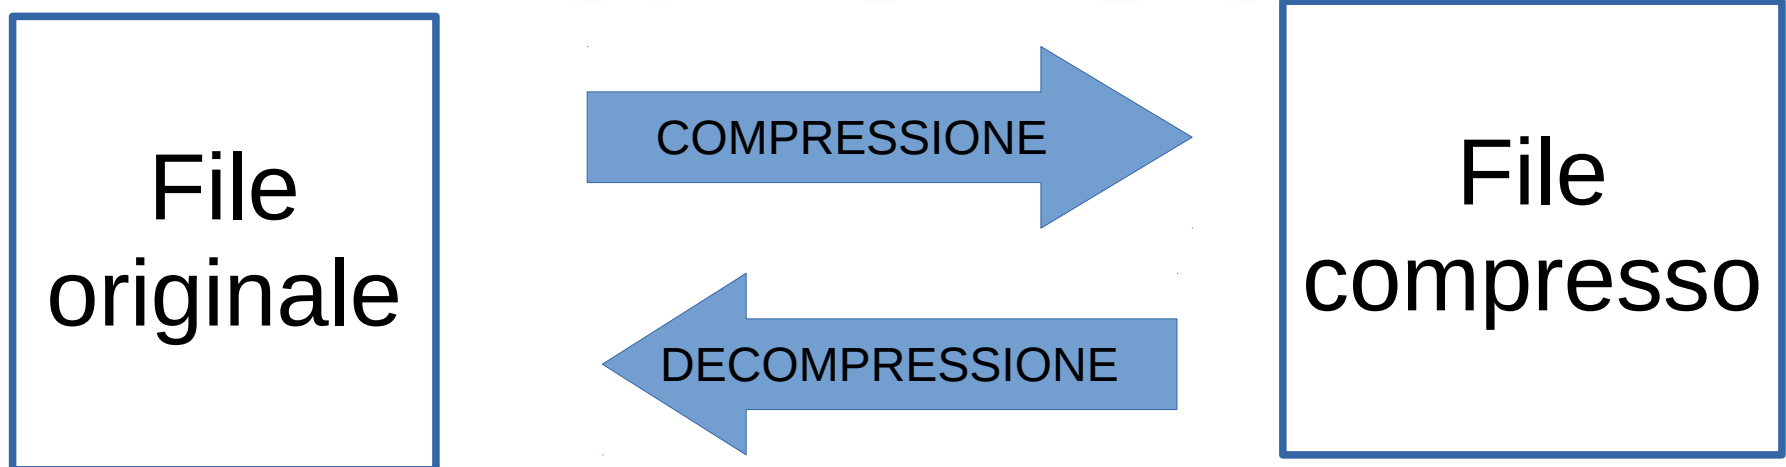 File
originale
COMPRESSIONE
DECOMPRESSIONE
File
compresso